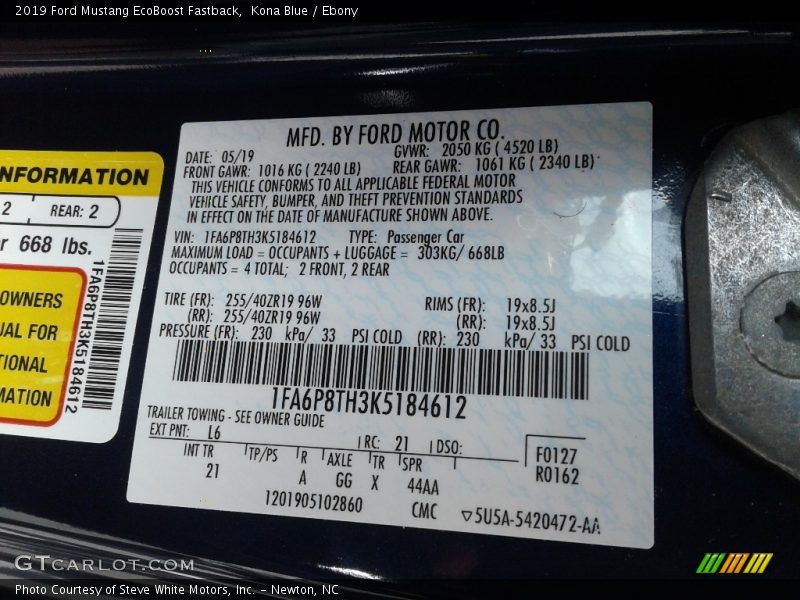 2019 Ford Mustang EcoBoost Fastback,  Kona Blue / Ebony
NFORMATION
2 REAR: 2
r 668 lbs.
OWNERS
UAL FOR
TIONAL
MATION
1FA6P8TH3K5184612
MFD. BY FORD MOTOR CO.
DATE: 05/19 GVWR: 2050 KG ( 4520 LB)
FRONT GAWR: 1016 KG ( 2240 LB) REAR GAWR: 1061 KG ( 2340 LB)
THIS VEHICLE CONFORMS TO ALL APPLICABLE FEDERAL MOTOR
VEHICLE SAFETY, BUMPER, AND THEFT PREVENTION STANDARDS
IN EFFECT ON THE DATE OF MANUFACTURE SHOWN ABOVE.
VIN: 1FA6P8TH3K5184612 TYPE: Passenger Car
MAXIMUM LOAD = OCCUPANTS + LUGGAGE = 303KG/ 668LB
OCCUPANTS = 4 TOTAL; 2 FRONT, 2 REAR
TIRE (FR): 255/40ZR19 96W RIMS (FR): 19x8.5J
(RR): 255/40ZR19 96W (RR): 19x8.5J
PRESSURE (FR): 230 kPa/ 33 PSI COLD (RR): 230 kPa/ 33 PSI COLD
1FA6P8TH3K5184612
TRAILER TOWING - SEE OWNER GUIDE
EXT PNT: L6 RC: 21 DSO:
INT TR TP/PS R AXLE TR SPR F0127
21 A GG X 44AA R0162
1201905102860 CMC ▽5U5A-5420472-AA
GTCARLOT.COM
Photo Courtesy of Steve White Motors, Inc. – Newton, NC